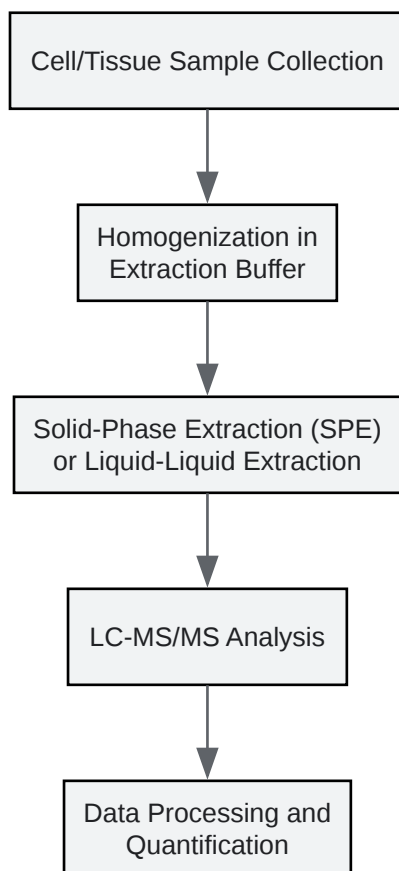 Cell/Tissue Sample Collection
Homogenization in
Extraction Buffer
Solid-Phase Extraction (SPE)
or Liquid-Liquid Extraction
LC-MS/MS Analysis
Data Processing and
Quantification